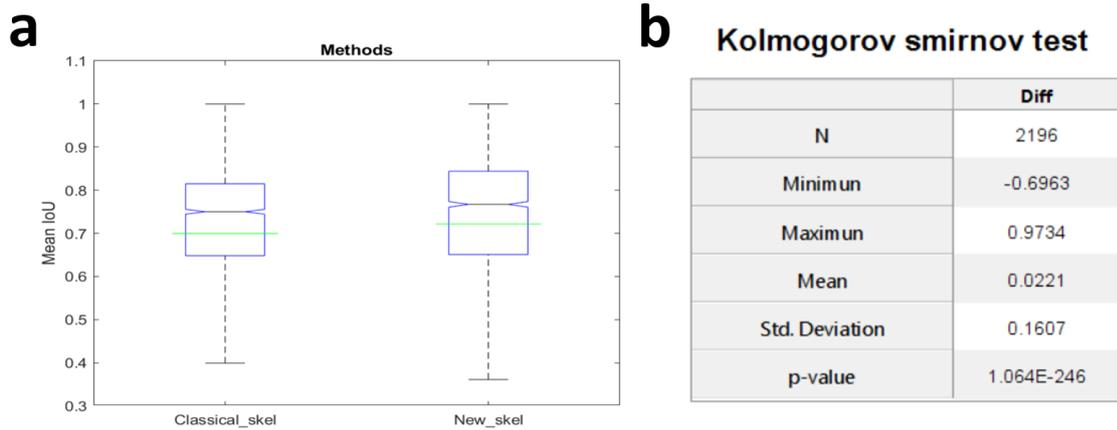 a
Methods
1.1
1
0.9
0.8
0.7
0.6
0.5
0.4
0.3
Mean IoU
Classical_skel New_skel
b
Kolmogorov smirnov test
Diff
N 2196
Minimun -0.6963
Maximun 0.9734
Mean 0.0221
Std. Deviation 0.1607
p-value 1.064E-246